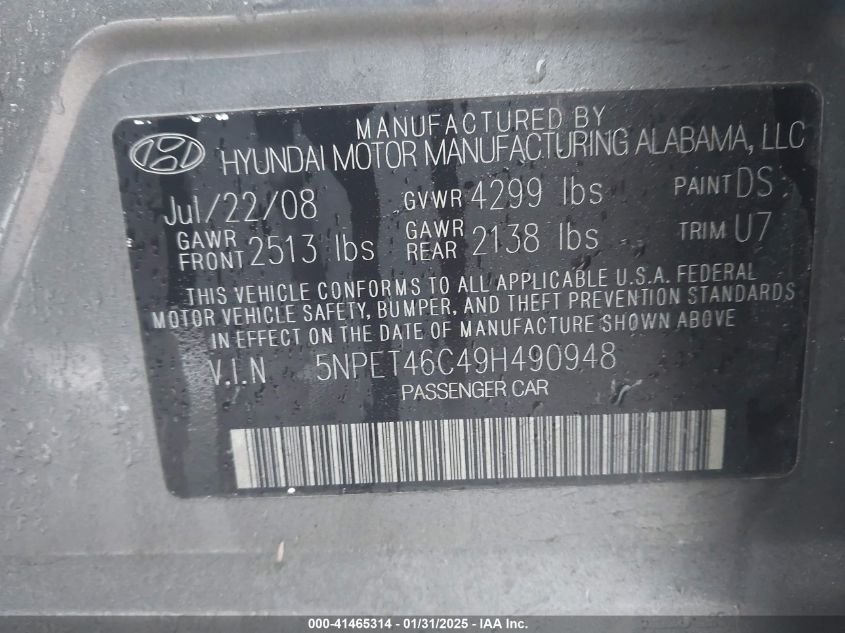 MANUFACTURED BY
HYUNDAI MOTOR MANUFACTURING ALABAMA, LLC
Jul/22/08 GVWR 4299 lbs PAINT DS
GAWR FRONT 2513 lbs GAWR REAR 2138 lbs TRIM U7
THIS VEHICLE CONFORMS TO ALL APPLICABLE U.S.A. FEDERAL
MOTOR VEHICLE SAFETY, BUMPER, AND THEFT PREVENTION STANDARDS
IN EFFECT ON THE DATE OF MANUFACTURE SHOWN ABOVE
V.I.N 5NPET46C49H490948
PASSENGER CAR
000-41465314 - 01/31/2025 - IAA Inc.